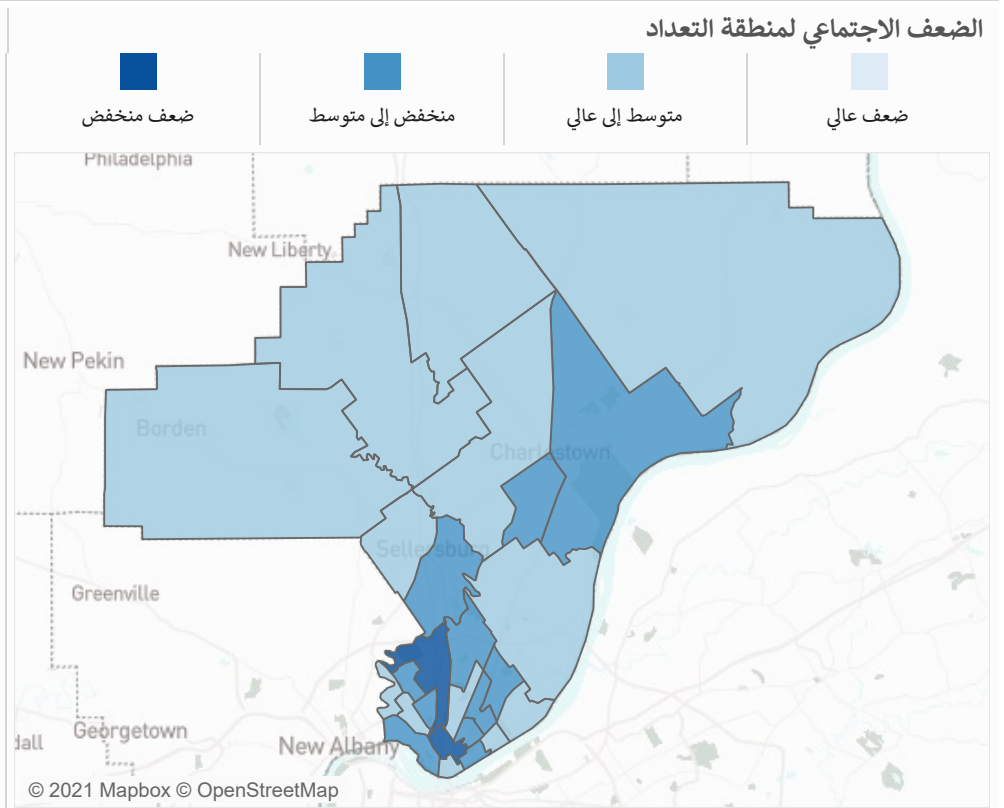 الضعف الاجتماعي لمنطقة التعداد
ضعف عالي
متوسط إلى عالي
منخفض إلى متوسط
ضعف منخفض
Philadelphia
New Liberty
New Pekin
Borden
Charlestown
Sellersburg
Greenville
Georgetown
dall
New Albany
© 2021 Mapbox © OpenStreetMap